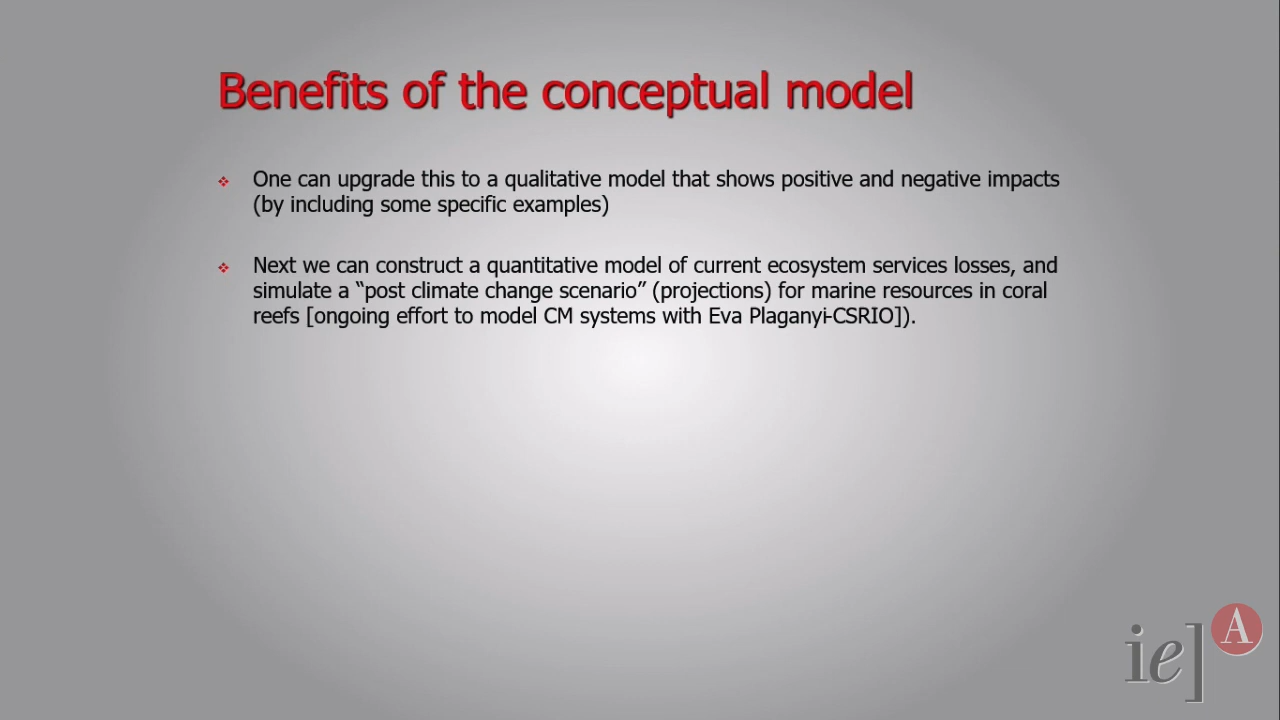 Benefits of the conceptual model
❖ One can upgrade this to a qualitative model that shows positive and negative impacts
(by including some specific examples)
❖ Next we can construct a quantitative model of current ecosystem services losses, and
simulate a “post climate change scenario” (projections) for marine resources in coral
reefs [ongoing effort to model CM systems with Eva Plaganyi-CSRIO]).
ie] A